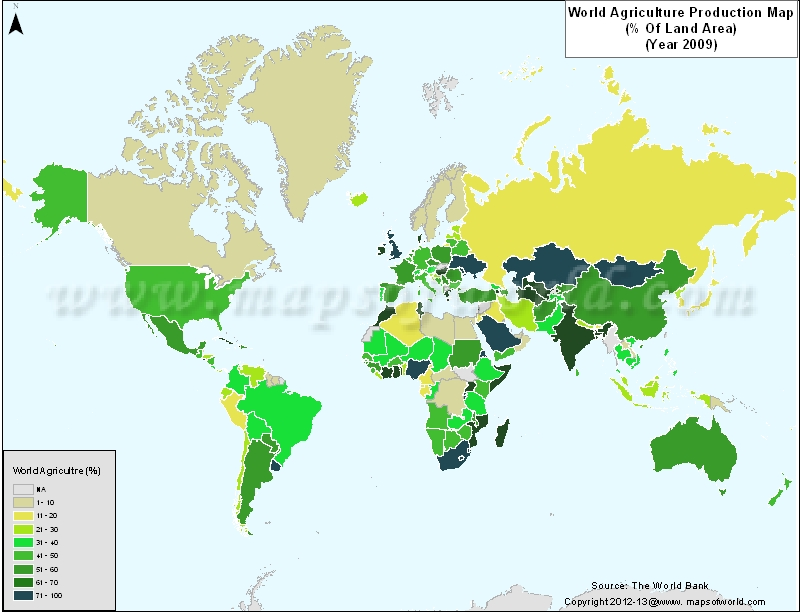 N
World Agriculture Production Map
(% Of Land Area)
(Year 2009)
www.mapsofworld.com
World Agricultre (%)
NA
1 - 10
11 - 20
21 - 30
31 - 40
41 - 50
51 - 60
61 - 70
71 - 100
Source: The World Bank
Copyright 2012-13@www. mapsofworld.com